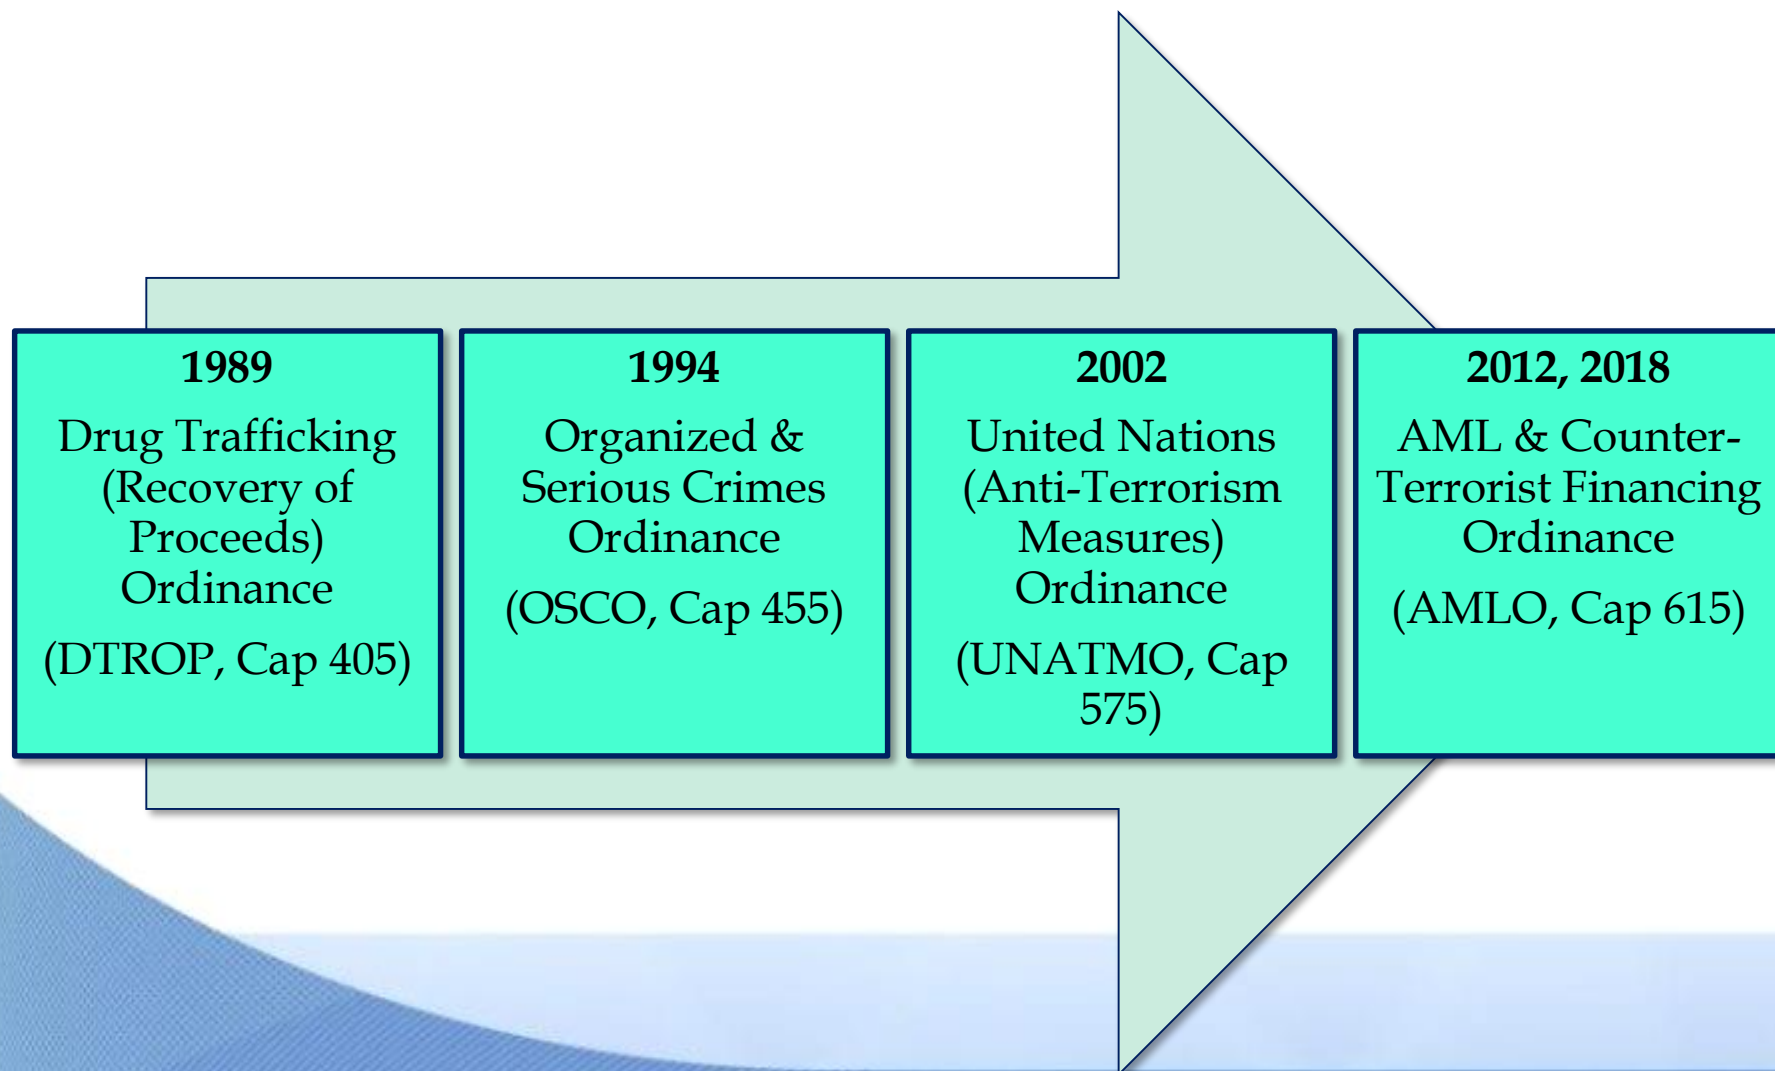 1989
Drug Trafficking
(Recovery of
Proceeds)
Ordinance
(DTROP, Cap 405)
1994
Organized &
Serious Crimes
Ordinance
(OSCO, Cap 455)
2002
United Nations
(Anti-Terrorism
Measures)
Ordinance
(UNATMO, Cap
575)
2012, 2018
AML & Counter-
Terrorist Financing
Ordinance
(AMLO, Cap 615)